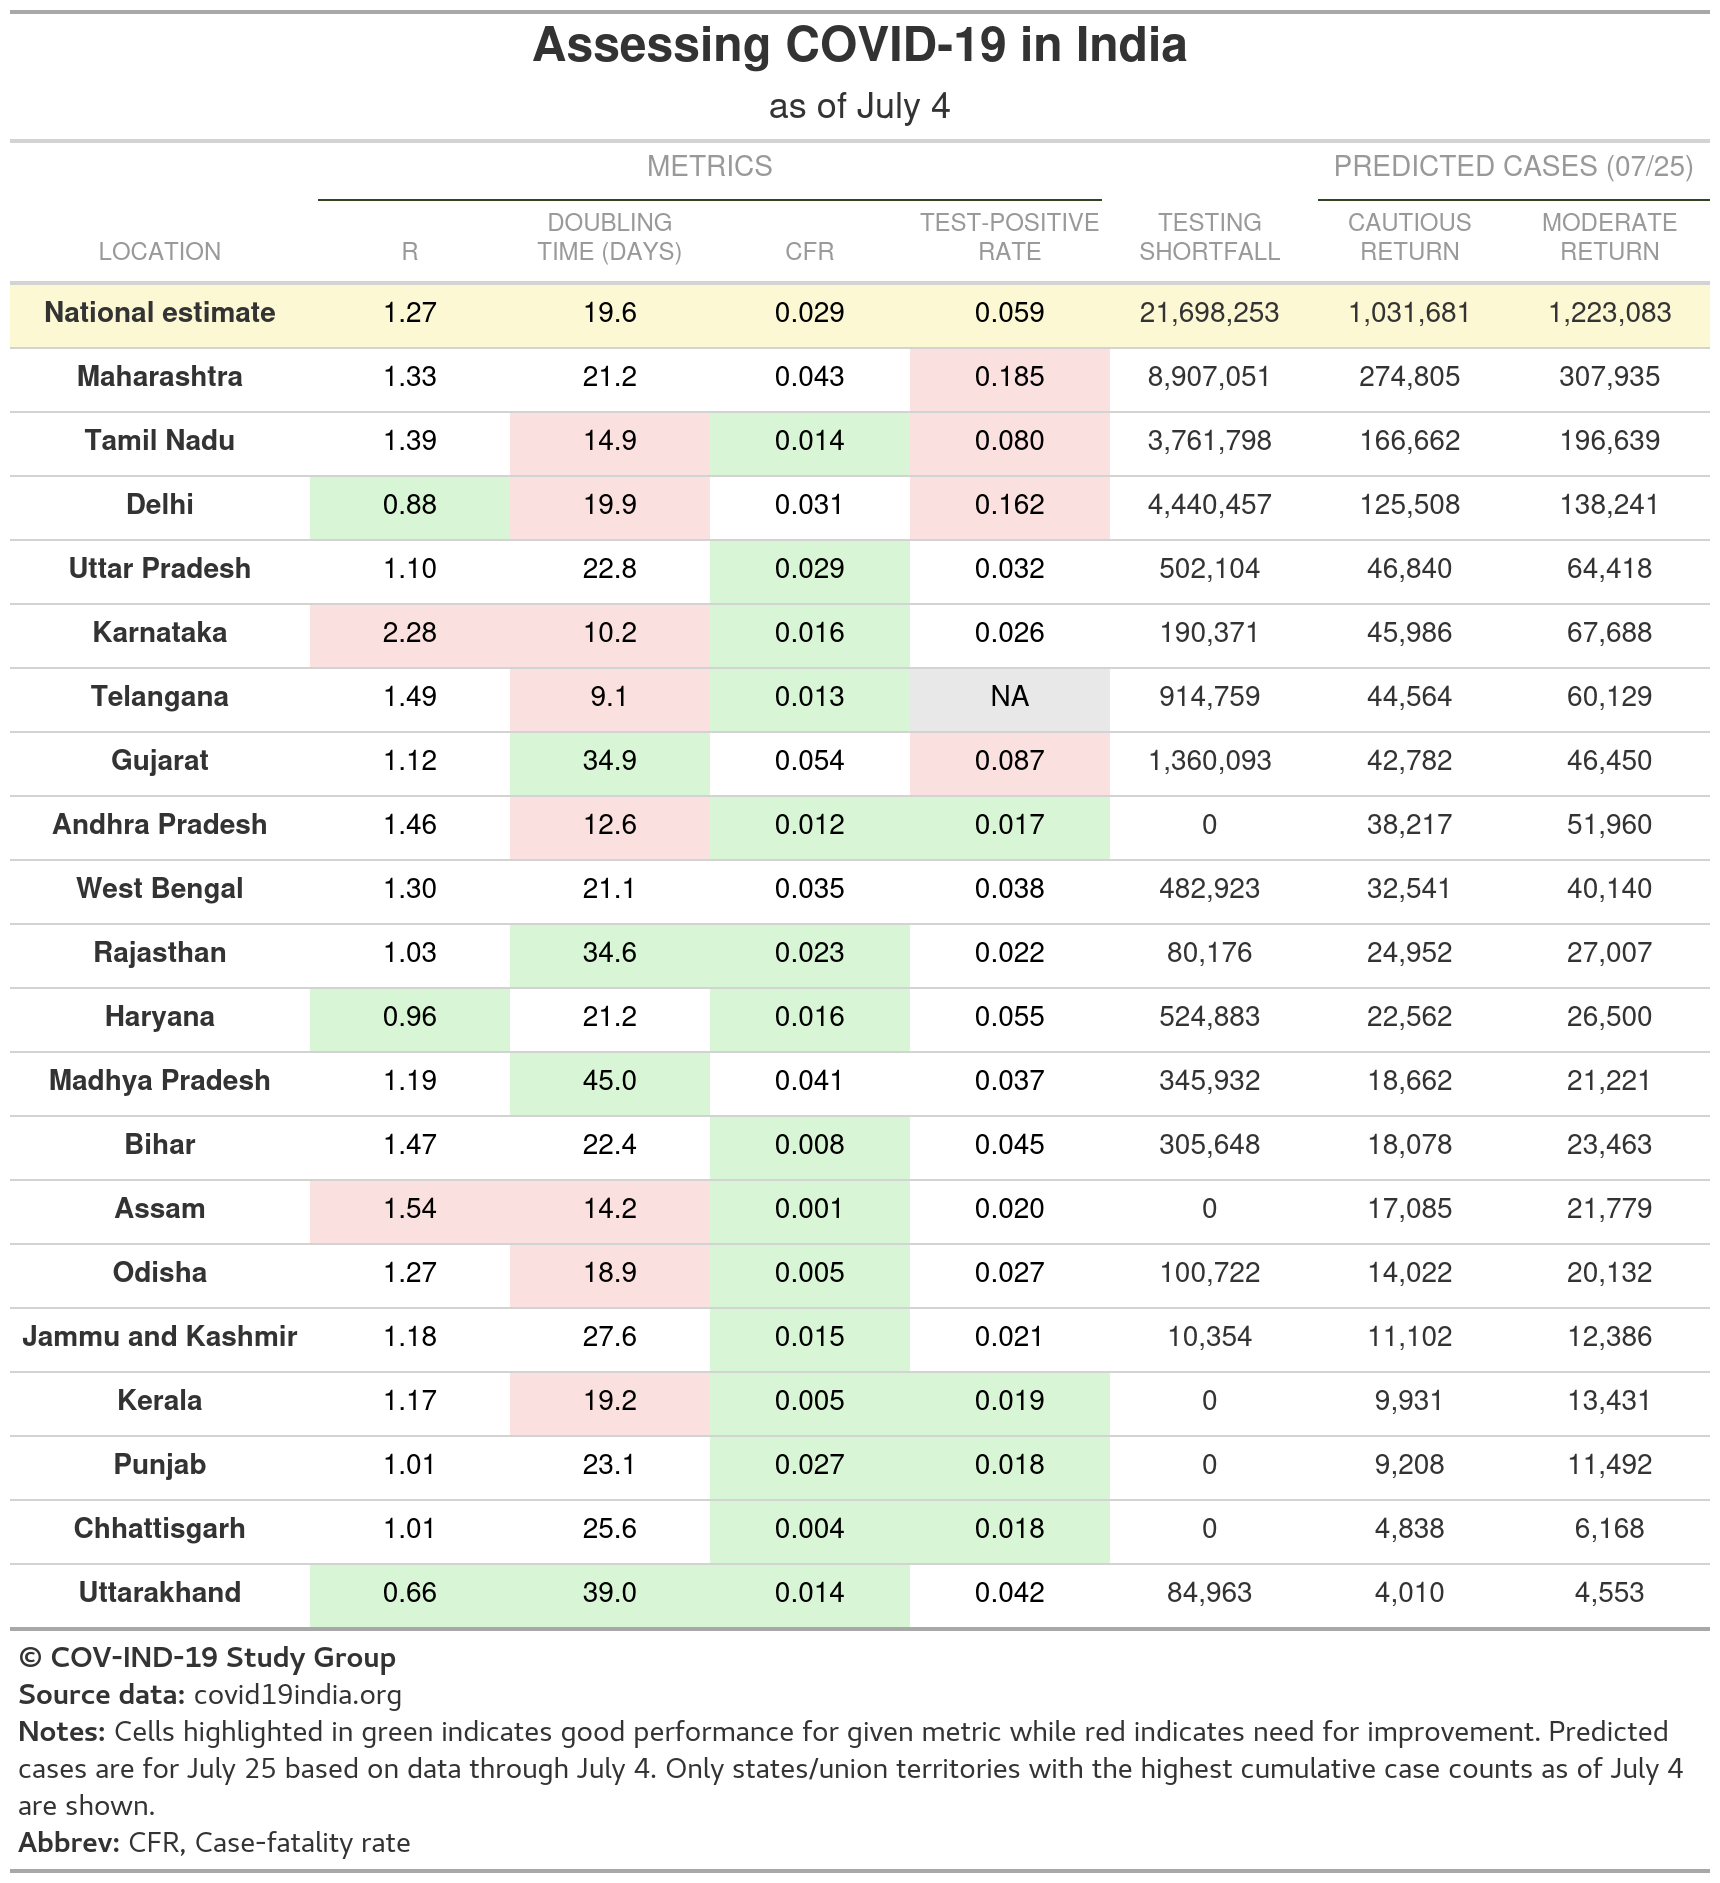 Assessing COVID-19 in India
as of July 4
METRICS PREDICTED CASES (07/25)
LOCATION R DOUBLING TIME (DAYS) CFR TEST-POSITIVE RATE TESTING SHORTFALL CAUTIOUS RETURN MODERATE RETURN
National estimate 1.27 19.6 0.029 0.059 21,698,253 1,031,681 1,223,083
Maharashtra 1.33 21.2 0.043 0.185 8,907,051 274,805 307,935
Tamil Nadu 1.39 14.9 0.014 0.080 3,761,798 166,662 196,639
Delhi 0.88 19.9 0.031 0.162 4,440,457 125,508 138,241
Uttar Pradesh 1.10 22.8 0.029 0.032 502,104 46,840 64,418
Karnataka 2.28 10.2 0.016 0.026 190,371 45,986 67,688
Telangana 1.49 9.1 0.013 NA 914,759 44,564 60,129
Gujarat 1.12 34.9 0.054 0.087 1,360,093 42,782 46,450
Andhra Pradesh 1.46 12.6 0.012 0.017 0 38,217 51,960
West Bengal 1.30 21.1 0.035 0.038 482,923 32,541 40,140
Rajasthan 1.03 34.6 0.023 0.022 80,176 24,952 27,007
Haryana 0.96 21.2 0.016 0.055 524,883 22,562 26,500
Madhya Pradesh 1.19 45.0 0.041 0.037 345,932 18,662 21,221
Bihar 1.47 22.4 0.008 0.045 305,648 18,078 23,463
Assam 1.54 14.2 0.001 0.020 0 17,085 21,779
Odisha 1.27 18.9 0.005 0.027 100,722 14,022 20,132
Jammu and Kashmir 1.18 27.6 0.015 0.021 10,354 11,102 12,386
Kerala 1.17 19.2 0.005 0.019 0 9,931 13,431
Punjab 1.01 23.1 0.027 0.018 0 9,208 11,492
Chhattisgarh 1.01 25.6 0.004 0.018 0 4,838 6,168
Uttarakhand 0.66 39.0 0.014 0.042 84,963 4,010 4,553
© COV-IND-19 Study Group
Source data: covid19india.org
Notes: Cells highlighted in green indicates good performance for given metric while red indicates need for improvement. Predicted
cases are for July 25 based on data through July 4. Only states/union territories with the highest cumulative case counts as of July 4
are shown.
Abbrev: CFR, Case-fatality rate